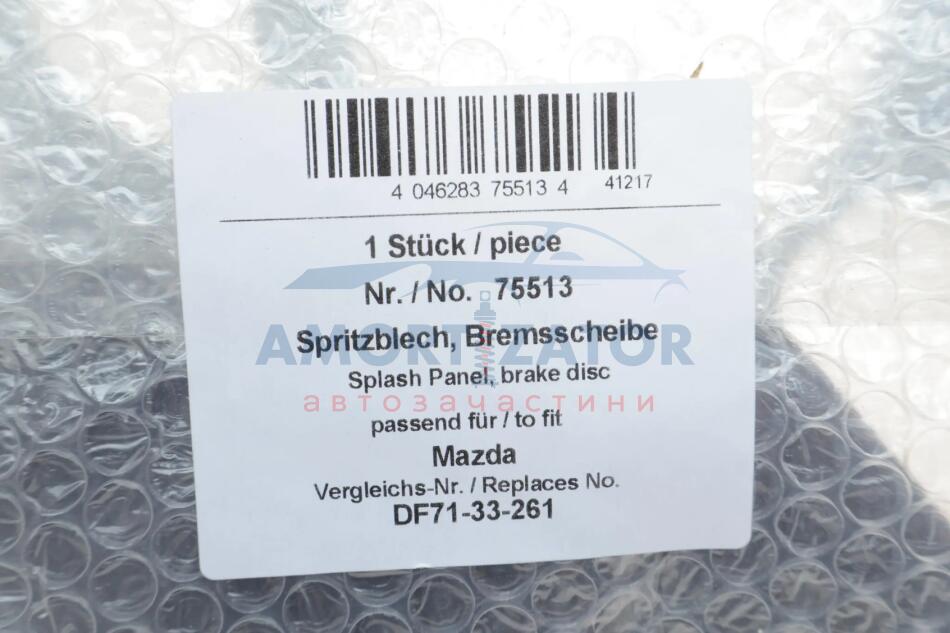 4 046283 75513 4 41217
1 Stück / piece
Nr. / No. 75513
AMORTIZATOR
Spritzblech, Bremsscheibe
Splash Panel, brake disc
автозачастини
passend für / to fit
Mazda
Vergleichs-Nr. / Replaces No.
DF71-33-261